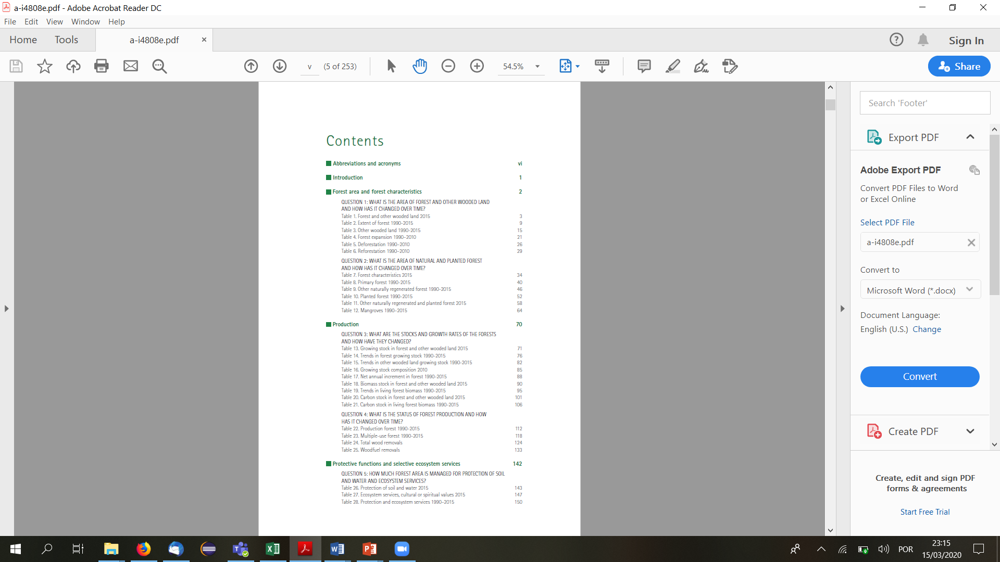 a-i4808e.pdf - Adobe Acrobat Reader DC
File Edit View Window Help
Home Tools a-i4808e.pdf × ? Sign In
v (5 of 253) 54.5% Share
Contents
Abbreviations and acronyms vi
Introduction 1
Forest area and forest characteristics 2
QUESTION 1: WHAT IS THE AREA OF FOREST AND OTHER WOODED LAND
AND HOW HAS IT CHANGED OVER TIME?
Table 1. Forest and other wooded land 2015 3
Table 2. Extent of forest 1990-2015 9
Table 3. Other wooded land 1990-2015 15
Table 4. Forest expansion 1990–2010 21
Table 5. Deforestation 1990–2010 26
Table 6. Reforestation 1990–2010 29
QUESTION 2: WHAT IS THE AREA OF NATURAL AND PLANTED FOREST
AND HOW HAS IT CHANGED OVER TIME?
Table 7. Forest characteristics 2015 34
Table 8. Primary forest 1990-2015 40
Table 9. Other naturally regenerated forest 1990-2015 46
Table 10. Planted forest 1990-2015 52
Table 11. Other naturally regenerated and planted forest 2015 58
Table 12. Mangroves 1990–2015 64
Production 70
QUESTION 3: WHAT ARE THE STOCKS AND GROWTH RATES OF THE FORESTS
AND HOW HAVE THEY CHANGED?
Table 13. Growing stock in forest and other wooded land 2015 71
Table 14. Trends in forest growing stock 1990-2015 76
Table 15. Trends in other wooded land growing stock 1990-2015 82
Table 16. Growing stock composition 2010 85
Table 17. Net annual increment in forest 1990-2015 88
Table 18. Biomass stock in forest and other wooded land 2015 90
Table 19. Trends in living forest biomass 1990-2015 95
Table 20. Carbon stock in forest and other wooded land 2015 101
Table 21. Carbon stock in living forest biomass 1990-2015 106
QUESTION 4: WHAT IS THE STATUS OF FOREST PRODUCTION AND HOW
HAS IT CHANGED OVER TIME?
Table 22. Production forest 1990-2015 112
Table 23. Multiple-use forest 1990-2015 118
Table 24. Total wood removals 124
Table 25. Woodfuel removals 133
Protective functions and selective ecosystem services 142
QUESTION 5: HOW MUCH FOREST AREA IS MANAGED FOR PROTECTION OF SOIL
AND WATER AND ECOSYSTEM SERVICES?
Table 26. Protection of soil and water 2015 143
Table 27. Ecosystem services, cultural or spiritual values 2015 147
Table 28. Protection and ecosystem services 1990–2015 150
Search 'Footer'
Export PDF
Adobe Export PDF
Convert PDF Files to Word
or Excel Online
Select PDF File
a-i4808e.pdf
Convert to
Microsoft Word (*.docx)
Document Language:
English (U.S.) Change
Convert
Create PDF
Create, edit and sign PDF
forms & agreements
Start Free Trial
POR
23:15
15/03/2020